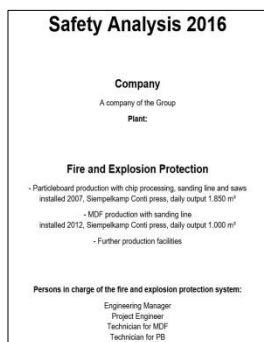 Safety Analysis 2016
Company
A company of the Group
Plant:
Fire and Explosion Protection
- Particleboard production with chip processing, sanding line and saws
installed 2007, Siempelkamp Conti press, daily output 1.850 m³
- MDF production with sanding line
installed 2012, Siempelkamp Conti press, daily output 1.000 m³
- Further production facilities
Persons in charge of the fire and explosion protection system:
Engineering Manager
Project Engineer
Technician for MDF
Technician for PB